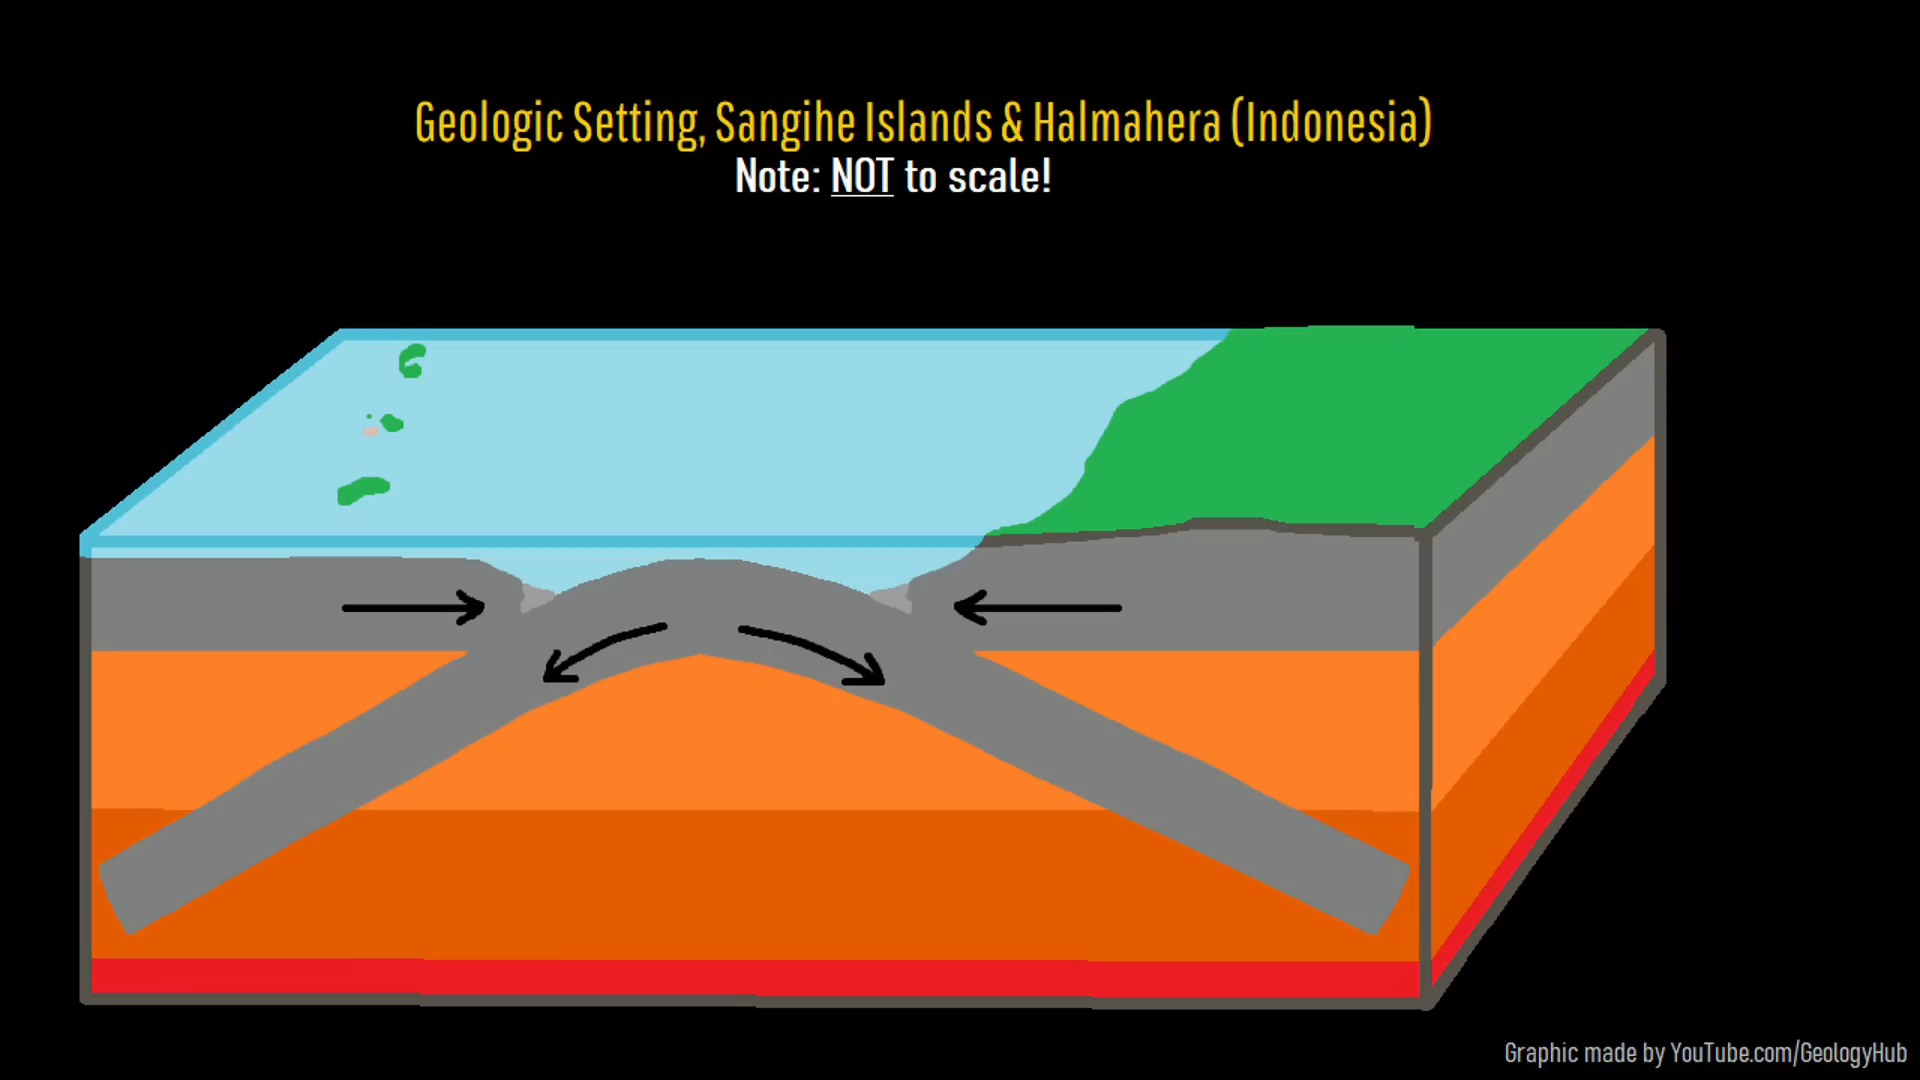 Geologic Setting, Sangihe Islands & Halmahera (Indonesia)
Note: NOT to scale!
Graphic made by YouTube.com/GeologyHub